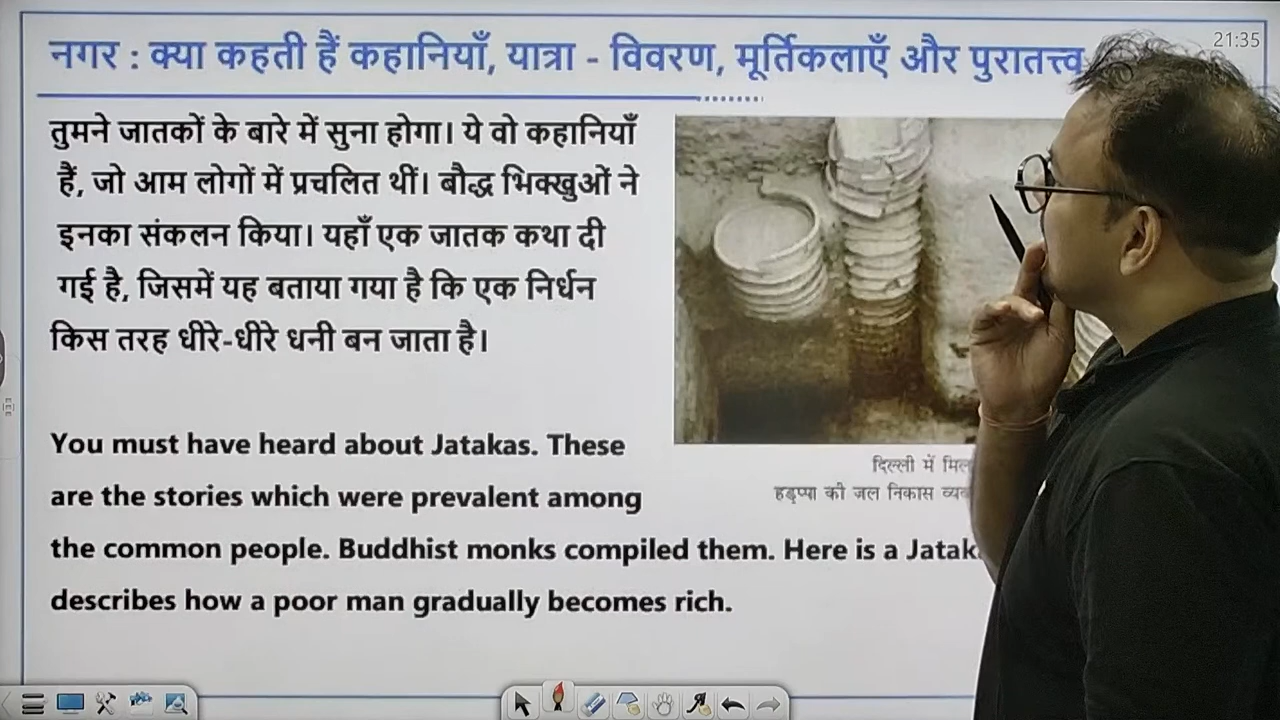 नगर : क्या कहती हैं कहानियाँ, यात्रा - विवरण, मूर्तिकलाएँ और पुरातत्त्व
21:35
तुमने जातकों के बारे में सुना होगा। ये वो कहानियाँ
हैं, जो आम लोगों में प्रचलित थीं। बौद्ध भिक्खुओं ने
इनका संकलन किया। यहाँ एक जातक कथा दी
गई है, जिसमें यह बताया गया है कि एक निर्धन
किस तरह धीरे-धीरे धनी बन जाता है।
दिल्ली में
हड़प्पा की जल निकास
You must have heard about Jatakas. These
are the stories which were prevalent among
the common people. Buddhist monks compiled them. Here is a
describes how a poor man gradually becomes rich.